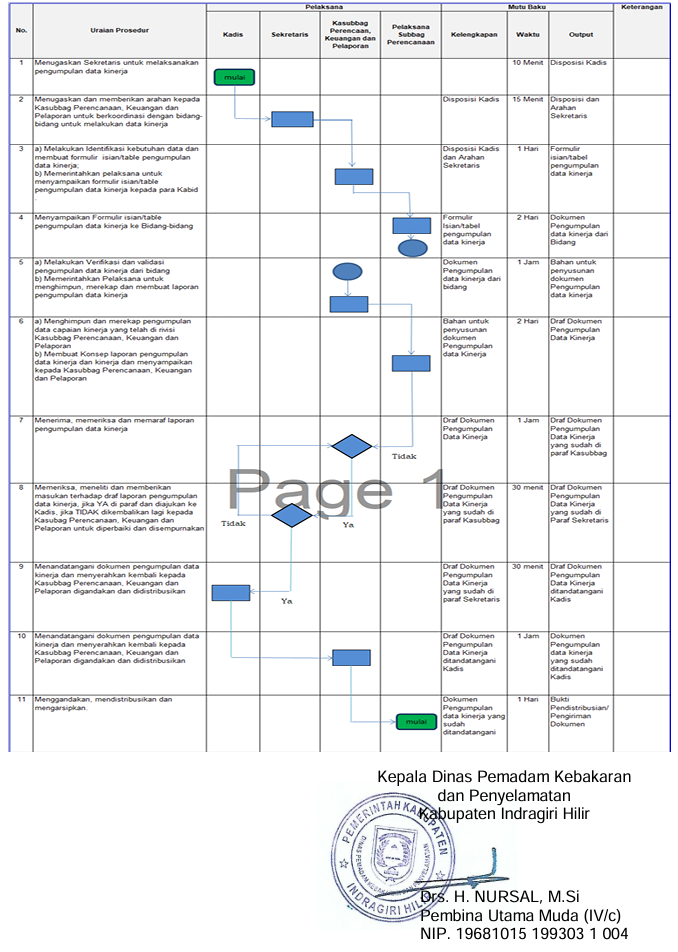 Pelaksana Mutu Baku Keterangan
No. Uraian Prosedur Kadis Sekretaris Kasubbag Perencaan, Keuangan dan Pelaporan Pelaksana Subbag Perencanaan Kelengkapan Waktu Output
1 Menugaskan Sekretaris untuk melaksanakan
pengumpulan data kinerja
mulai
10 Menit
Disposisi Kadis
2 Menugaskan dan memberikan arahan kepada
Kasubbag Perencanaan, Keuangan dan
Pelaporan untuk berkoordinasi dengan bidang-
bidang untuk melakukan data kinerja
Disposisi Kadis
15 Menit
Disposisi dan
Arahan
Sekretaris
3 a) Melakukan Identifikasi kebutuhan data dan
membuat formulir isian/table pengumpulan
data kinerja;
b) Memerintahkan pelaksana untuk
menyampaikan formulir isian/table
pengumpulan data kinerja kepada para Kabid
.
Disposisi Kadis
dan Arahan
Sekretaris
1 Hari
Formulir
isian/tabel
pengumpulan
data kinerja
4 Menyampaikan Formulir isian/table
pengumpulan data kinerja ke Bidang-bidang
Formulir
Isian/tabel
pengumpulan
data kinerja
2 Hari
Dokumen
Pengumpulan
data kinerja dari
Bidang
5 a) Melakukan Verifikasi dan validasi
pengumpulan data kinerja dari bidang
b) Memerintahkan Pelaksana untuk
menghimpun, merekap dan membuat laporan
pengumpulan data kinerja
Dokumen
Pengumpulan
data kinerja dari
bidang
1 Jam
Bahan untuk
penyusunan
dokumen
Pengumpulan
data kinerja
6 a) Menghimpun dan merekap pengumpulan
data capaian kinerja yang telah di rivisi
Kasubbag Perencanaan, Keuangan dan
Pelaporan
b) Membuat Konsep laporan pengumpulan
data kinerja dan kinerja dan menyampaikan
kepada Kasubbag Perencanaan, Keuangan
dan Pelaporan
Bahan untuk
penyusunan
dokumen
Pengumpulan
Data Kinerja
2 Hari
Draf Dokumen
Pengumpulan
Data Kinerja
7 Menerima, memeriksa dan memaraf laporan
pengumpulan data kinerja
Tidak
Draf Dokumen
Pengumpulan
Data Kinerja
1 Jam
Draf Dokumen
Pengumpulan
Data Kinerja
yang sudah di
paraf Kasubbag
Page 1
8 Memeriksa, meneliti dan memberikan
masukan terhadap draf laporan pengumpulan
data kinerja, jika YA di paraf dan diajukan ke
Kadis, jika TIDAK dikembalikan lagi kepada
Kasubag Perencanaan, Keuangan dan
Pelaporan untuk diperbaiki dan disempurnakan
Tidak
Ya
Draf Dokumen
Pengumpulan
Data Kinerja
yang sudah di
paraf Kasubbag
30 menit
Draf Dokumen
Pengumpulan
Data Kinerja
yang sudah di
Paraf Sekretaris
9 Menandatangani dokumen pengumpulan data
kinerja dan menyerahkan kembali kepada
Kasubbag Perencanaan, Keuangan dan
Pelaporan digandakan dan didistribusikan
Ya
Draf Dokumen
Pengumpulan
Data Kinerja
yang sudah di
paraf Sekretaris
30 menit
Draf Dokumen
Pengumpulan
Data Kinerja
ditandatangani
Kadis
10 Menandatangani dokumen pengumpulan data
kinerja dan menyerahkan kembali kepada
Kasubbag Perencanaan, Keuangan dan
Pelaporan digandakan dan didistribusikan
Draf Dokumen
Pengumpulan
Data Kinerja
ditandatangani
Kadis
1 Jam
Dokumen
Pengumpulan
data kinerja
yang sudah
ditandatangani
Kadis
11 Menggandakan, mendistribusikan dan
mengarsipkan.
mulai
Dokumen
Pengumpulan
data kinerja yang
sudah
ditandatangani
1 Hari
Bukti
Pendistribusian/
Pengiriman
Dokumen
Kepala Dinas Pemadam Kebakaran
dan Penyelamatan
Kabupaten Indragiri Hilir
PEMERINTAH KABUPATEN
DINAS PEMADAM KEBAKARAN DAN PENYELAMATAN
INDRAGIRI HILIR
Drs. H. NURSAL, M.Si
Pembina Utama Muda (IV/c)
NIP. 19681015 199303 1 004